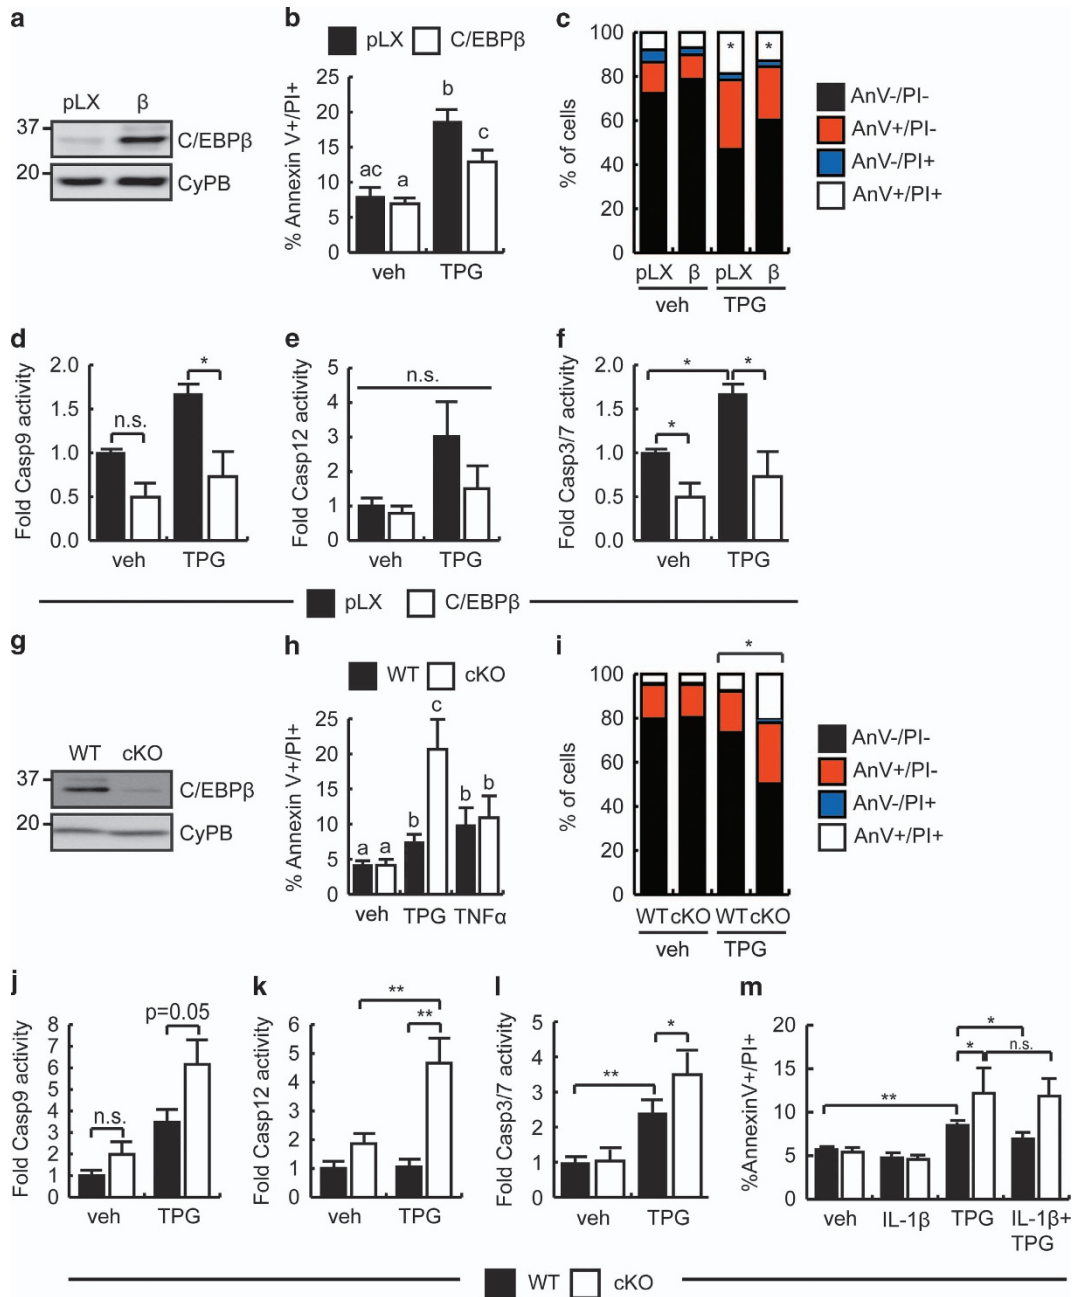 a
pLX β
37
C/EBPβ
20
CyPB
b
pLX C/EBPβ
% Annexin V+/PI+
25
20
15
10
5
0
ac a b c
veh TPG
c
% of cells
100
80
60
40
20
0
* *
pLX β pLX β
veh TPG
AnV-/PI-
AnV+/PI-
AnV-/PI+
AnV+/PI+
d
Fold Casp9 activity
2.0
1.5
1.0
0.5
0.0
n.s. *
veh TPG
e
Fold Casp12 activity
5
4
3
2
1
0
n.s.
veh TPG
f
Fold Casp3/7 activity
2.0
1.5
1.0
0.5
0.0
* * *
veh TPG
pLX C/EBPβ
g
WT cKO
37
C/EBPβ
20
CyPB
h
WT cKO
% Annexin V+/PI+
25
20
15
10
5
0
a a b c b b
veh TPG TNFα
i
% of cells
100
80
60
40
20
0
*
WT cKO WT cKO
veh TPG
AnV-/PI-
AnV+/PI-
AnV-/PI+
AnV+/PI+
j
Fold Casp9 activity
8
7
6
5
4
3
2
1
0
n.s. p=0.05
veh TPG
k
Fold Casp12 activity
6
5
4
3
2
1
0
**
**
veh TPG
l
Fold Casp3/7 activity
5
4
3
2
1
0
** *
veh TPG
m
%AnnexinV+/PI+
20
15
10
5
0
*
* n.s.
**
veh IL-1β TPG IL-1β+
TPG
WT cKO